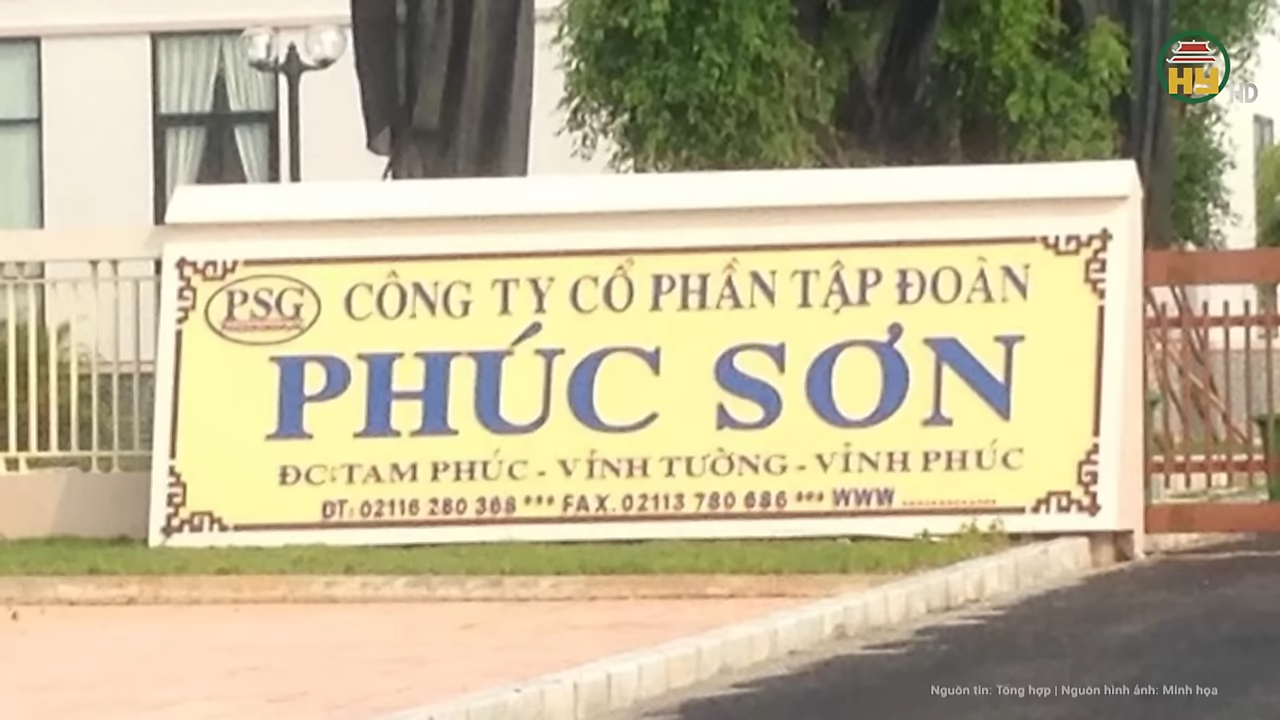 HY
HD
PSG
CÔNG TY CỔ PHẦN TẬP ĐOÀN
PHÚC SƠN
ĐC: TAM PHÚC - VĨNH TƯỜNG - VĨNH PHÚC
ĐT: 02116 280 368 *** FAX. 02113 780 686 *** WWW ..............
Nguồn tin: Tổng hợp | Nguồn hình ảnh: Minh họa